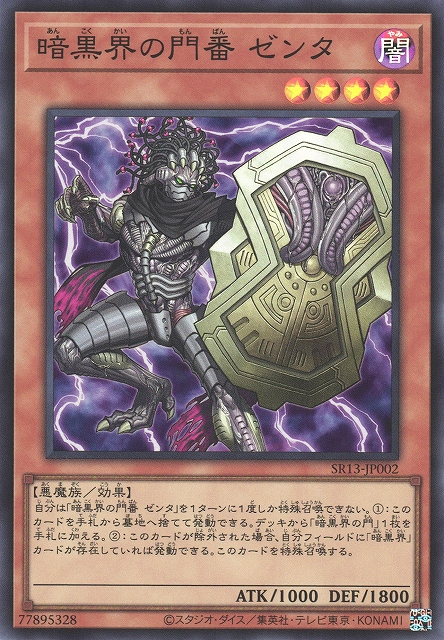 暗黒界の門番 ゼンタ
闇
SR13-JP002
【悪魔族／効果】
自分は「暗黒界の門番 ゼンタ」を１ターンに１度しか特殊召喚できない。①：この
カードを手札から墓地へ捨てて発動できる。デッキから「暗黒界の門」１枚を
手札に加える。②：このカードが除外された場合、自分フィールドに「暗黒界」
カードが存在していれば発動できる。このカードを特殊召喚する。
ATK/1000 DEF/1800
77895328
©スタジオ・ダイス／集英社・テレビ東京・KONAMI